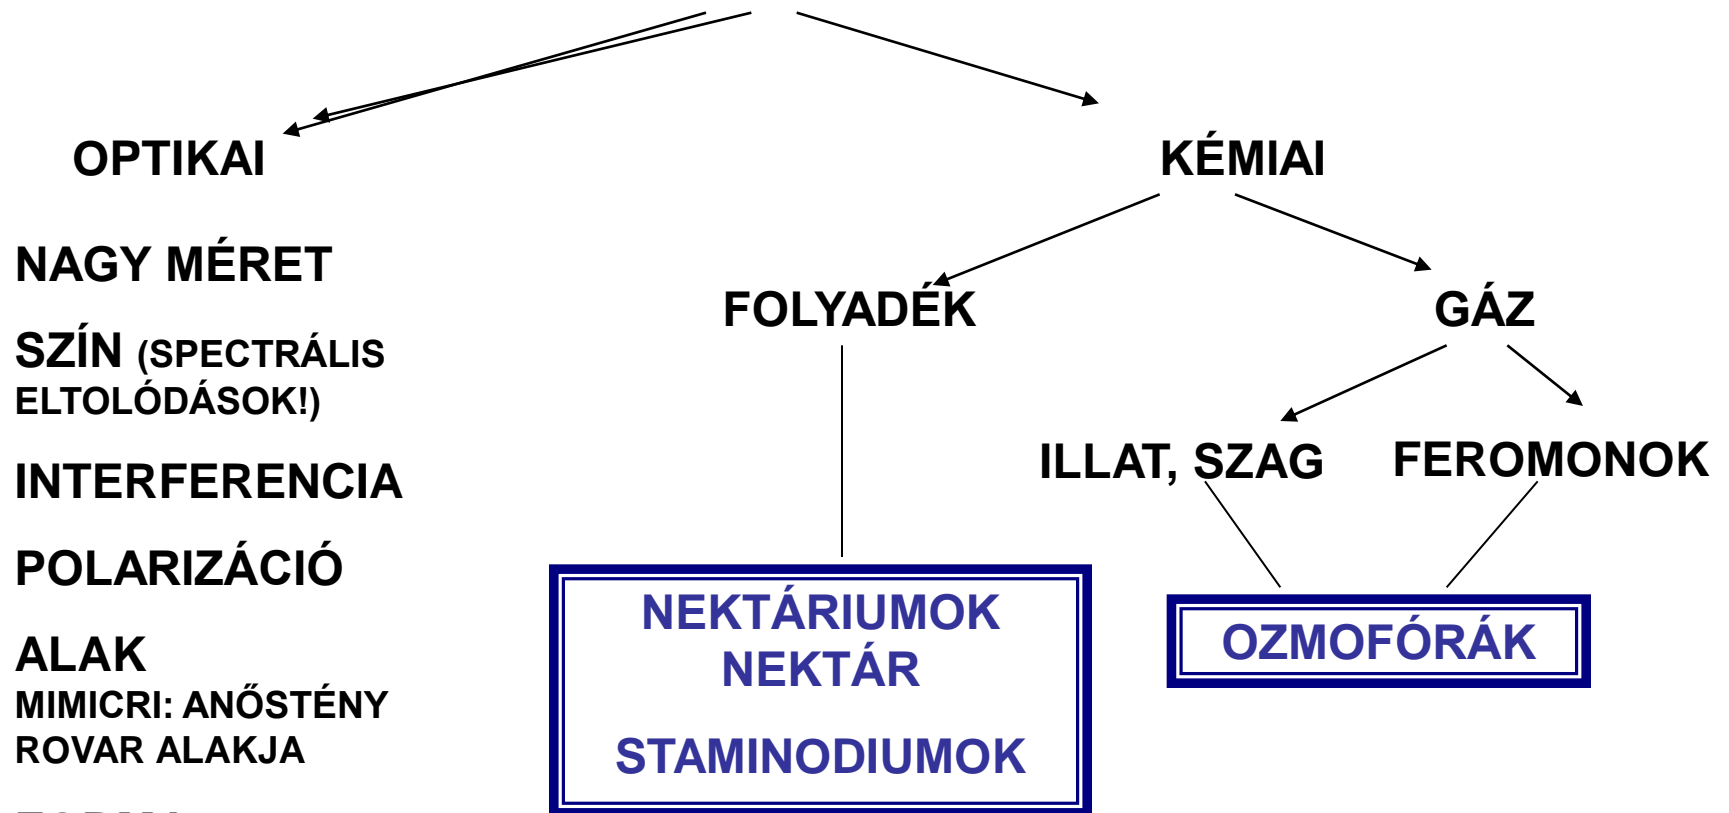 OPTIKAI
KÉMIAI
NAGY MÉRET
SZÍN (SPECTRÁLIS
ELTOLÓDÁSOK!)
INTERFERENCIA
POLARIZÁCIÓ
ALAK
MIMICRI: ANŐSTÉNY
ROVAR ALAKJA
FOLYADÉK
GÁZ
ILLAT, SZAG
FEROMONOK
NEKTÁRIUMOK
NEKTÁR
STAMINODIUMOK
OZMOFÓRÁK